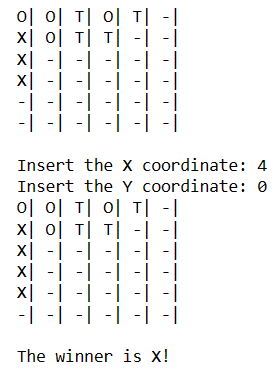 O| O| T| O| T| -|
X| O| T| T| -| -|
X| -| -| -| -| -|
X| -| -| -| -| -|
-| -| -| -| -| -|
-| -| -| -| -| -|
Insert the X coordinate: 4
Insert the Y coordinate: 0
O| O| T| O| T| -|
X| O| T| T| -| -|
X| -| -| -| -| -|
X| -| -| -| -| -|
X| -| -| -| -| -|
-| -| -| -| -| -|
The winner is X!